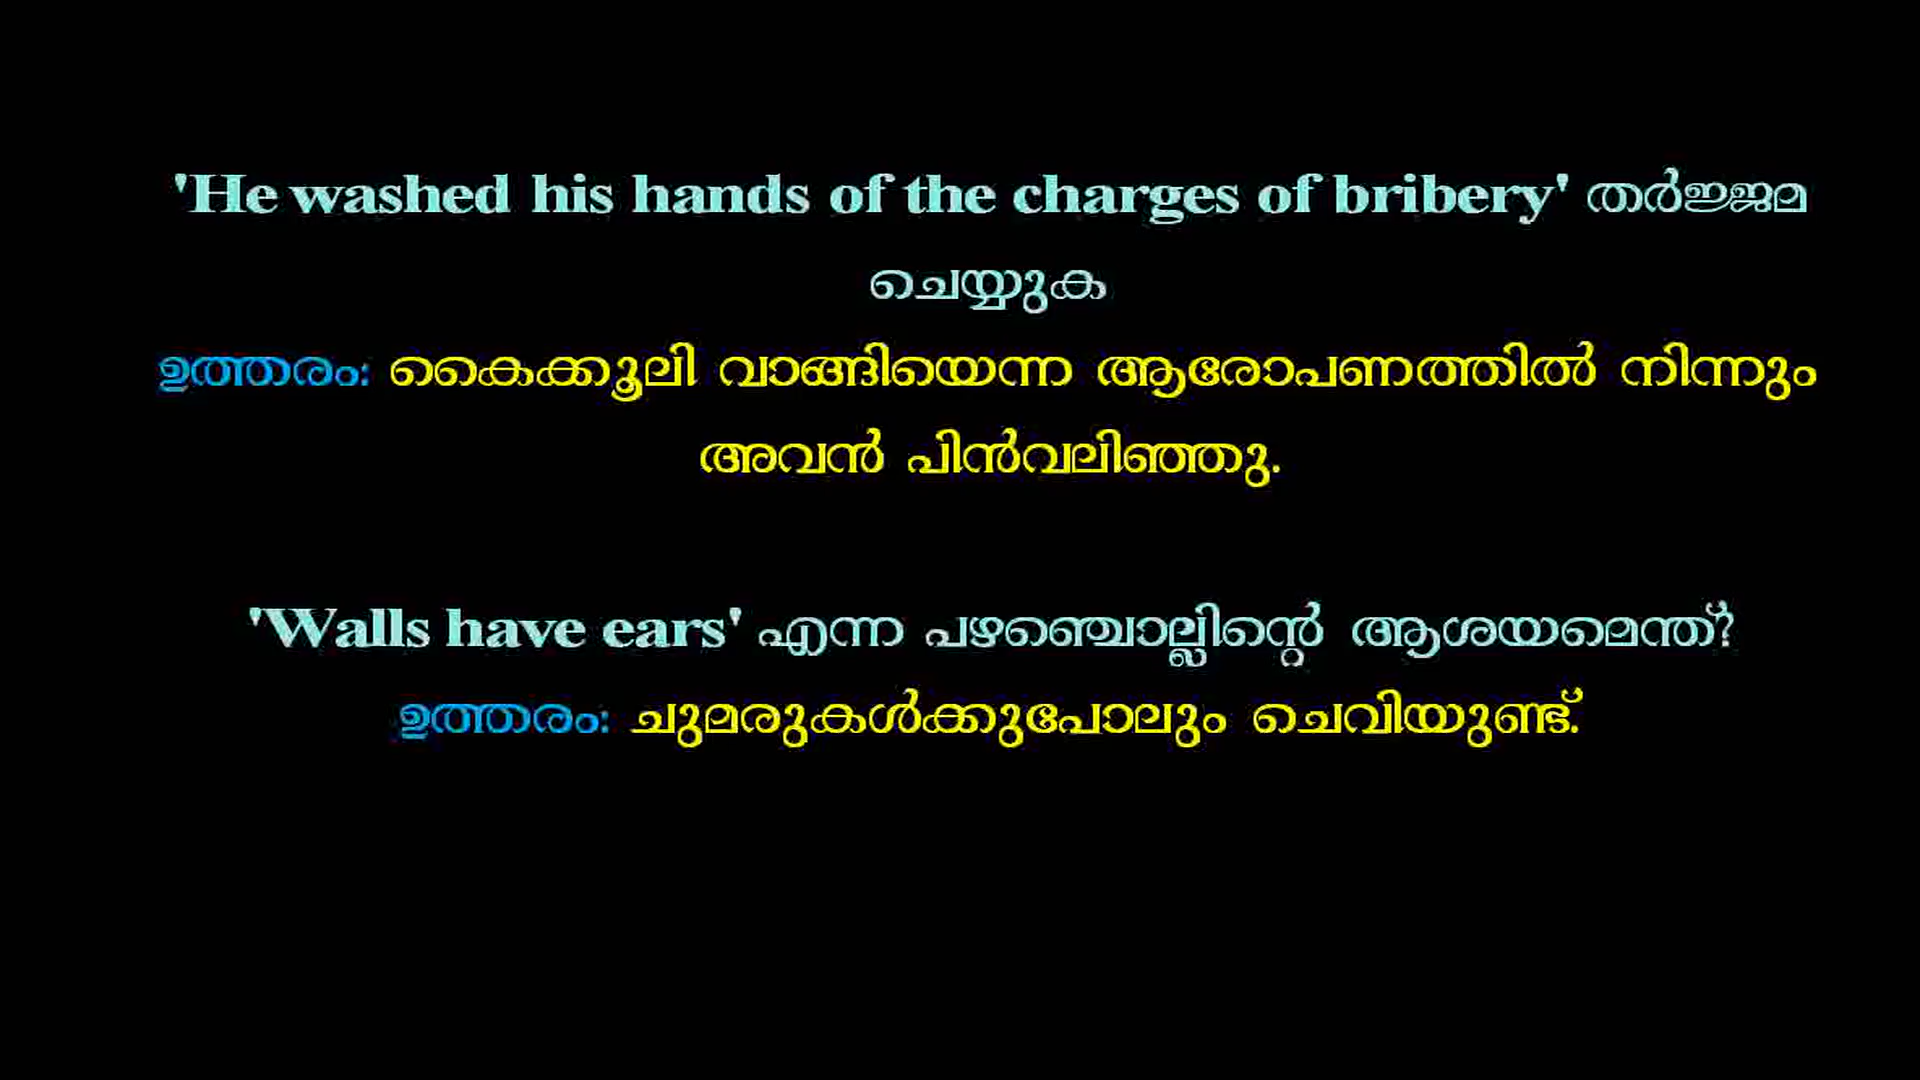 'He washed his hands of the charges of bribery' തർജ്ജമ
ചെയ്യുക
ഉത്തരം: കൈക്കൂലി വാങ്ങിയെന്ന ആരോപണത്തിൽ നിന്നും
അവൻ പിൻവലിഞ്ഞു.
'Walls have ears' എന്ന പഴഞ്ചൊല്ലിന്റെ ആശയമെന്ത്?
ഉത്തരം: ചുമരുകൾക്കുപോലും ചെവിയുണ്ട്.